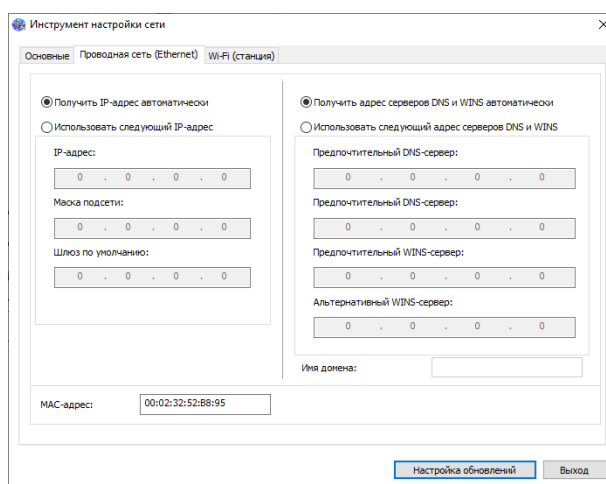 Инструмент настройки сети
Основные Проводная сеть (Ethernet) Wi-Fi (станция)
Получить IP-адрес автоматически
Использовать следующий IP-адрес
IP-адрес:
0 . 0 . 0 . 0
Маска подсети:
0 . 0 . 0 . 0
Шлюз по умолчанию:
0 . 0 . 0 . 0
Получить адрес серверов DNS и WINS автоматически
Использовать следующий адрес серверов DNS и WINS
Предпочтительный DNS-сервер:
0 . 0 . 0 . 0
Предпочтительный DNS-сервер:
0 . 0 . 0 . 0
Предпочтительный WINS-сервер:
0 . 0 . 0 . 0
Альтернативный WINS-сервер:
0 . 0 . 0 . 0
Имя домена:
MAC-адрес: 00:02:32:52:B8:95
Настройка обновлений Выход